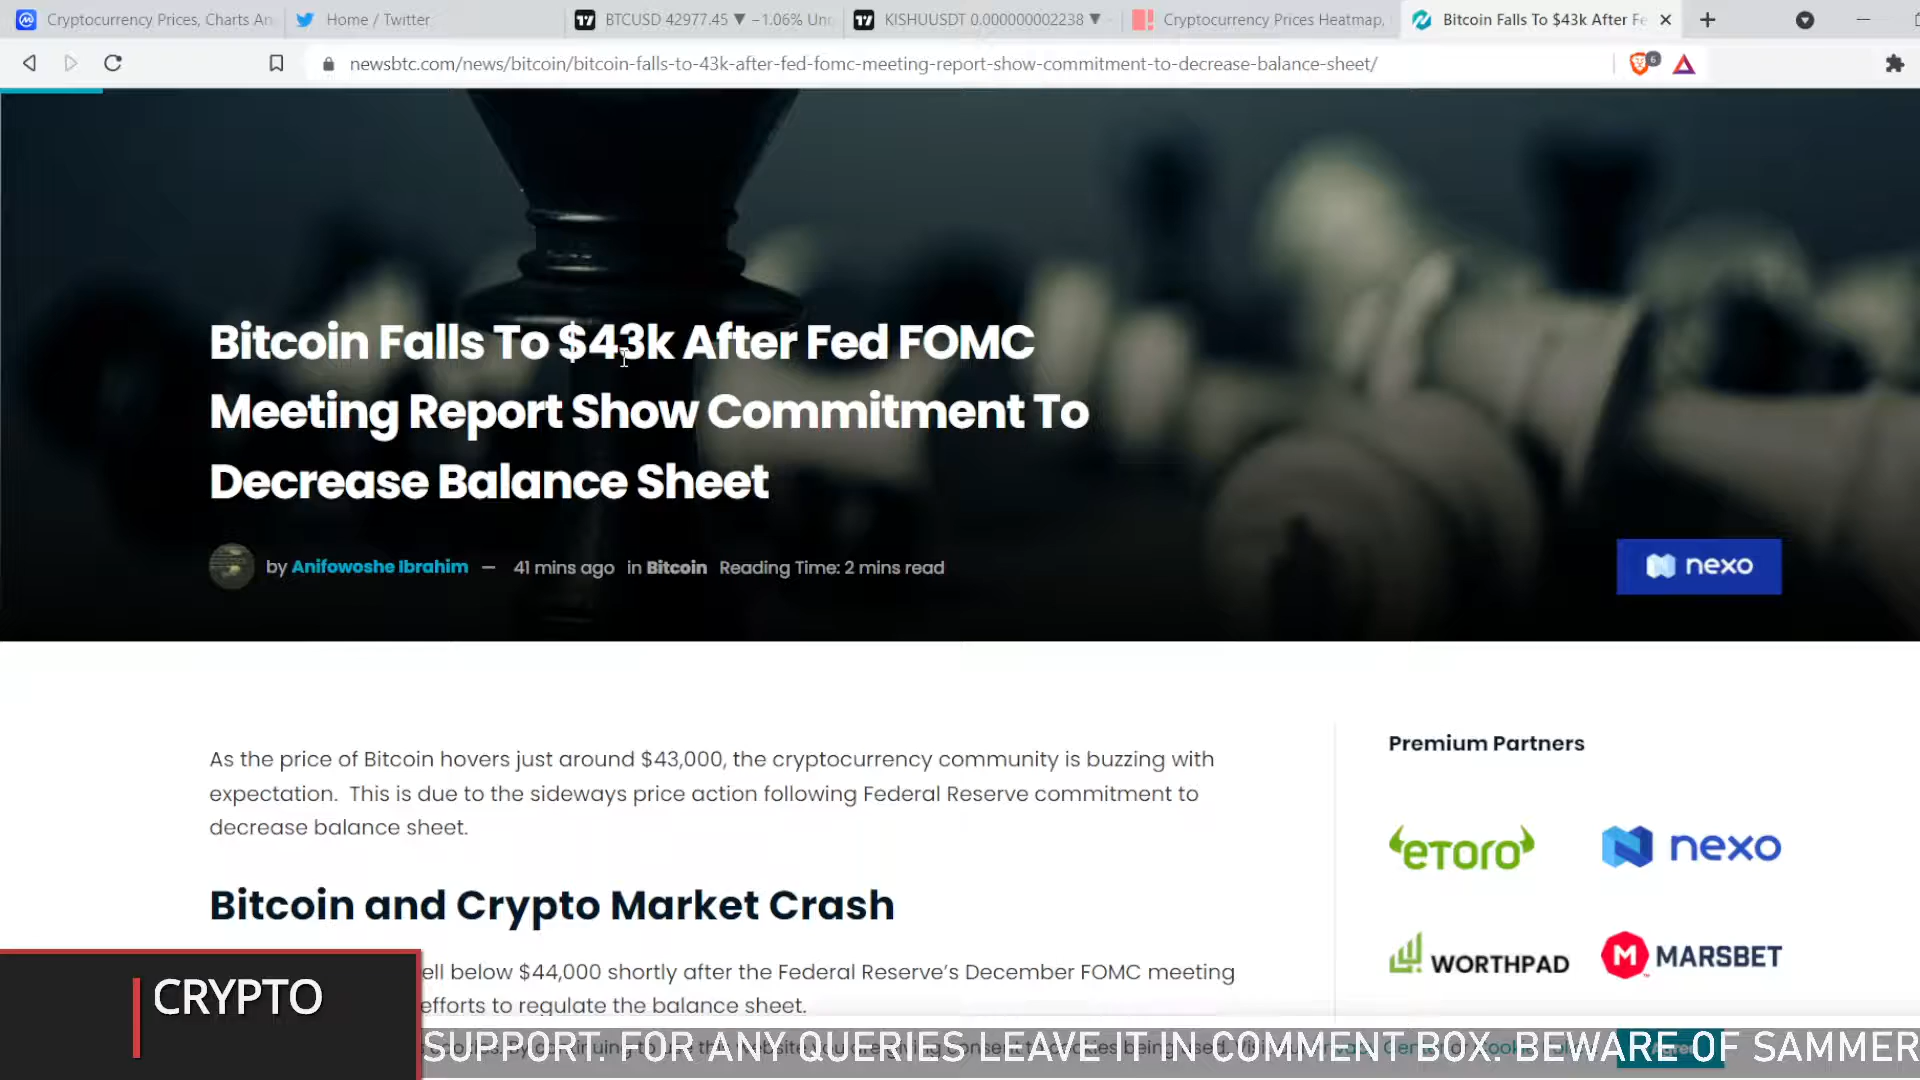 Cryptocurrency Prices, Charts An
Home / Twitter
BTCUSD 42977.45 ▼ −1.06% Un
KISHUUSDT 0.000000002238 ▼
Cryptocurrency Prices Heatmap,
Bitcoin Falls To $43k After Fe
newsbtc.com/news/bitcoin/bitcoin-falls-to-43k-after-fed-fomc-meeting-report-show-commitment-to-decrease-balance-sheet/
6
Bitcoin Falls To $43k After Fed FOMC
Meeting Report Show Commitment To
Decrease Balance Sheet
by Anifowoshe Ibrahim — 41 mins ago in Bitcoin Reading Time: 2 mins read
nexo
As the price of Bitcoin hovers just around $43,000, the cryptocurrency community is buzzing with
expectation. This is due to the sideways price action following Federal Reserve commitment to
decrease balance sheet.
Premium Partners
eToro
nexo
Bitcoin and Crypto Market Crash
WORTHPAD
MARSBET
ell below $44,000 shortly after the Federal Reserve's December FOMC meeting
efforts to regulate the balance sheet.
CRYPTO
SUPPORT. FOR ANY QUERIES LEAVE IT IN COMMENT BOX. BEWARE OF SAMMER